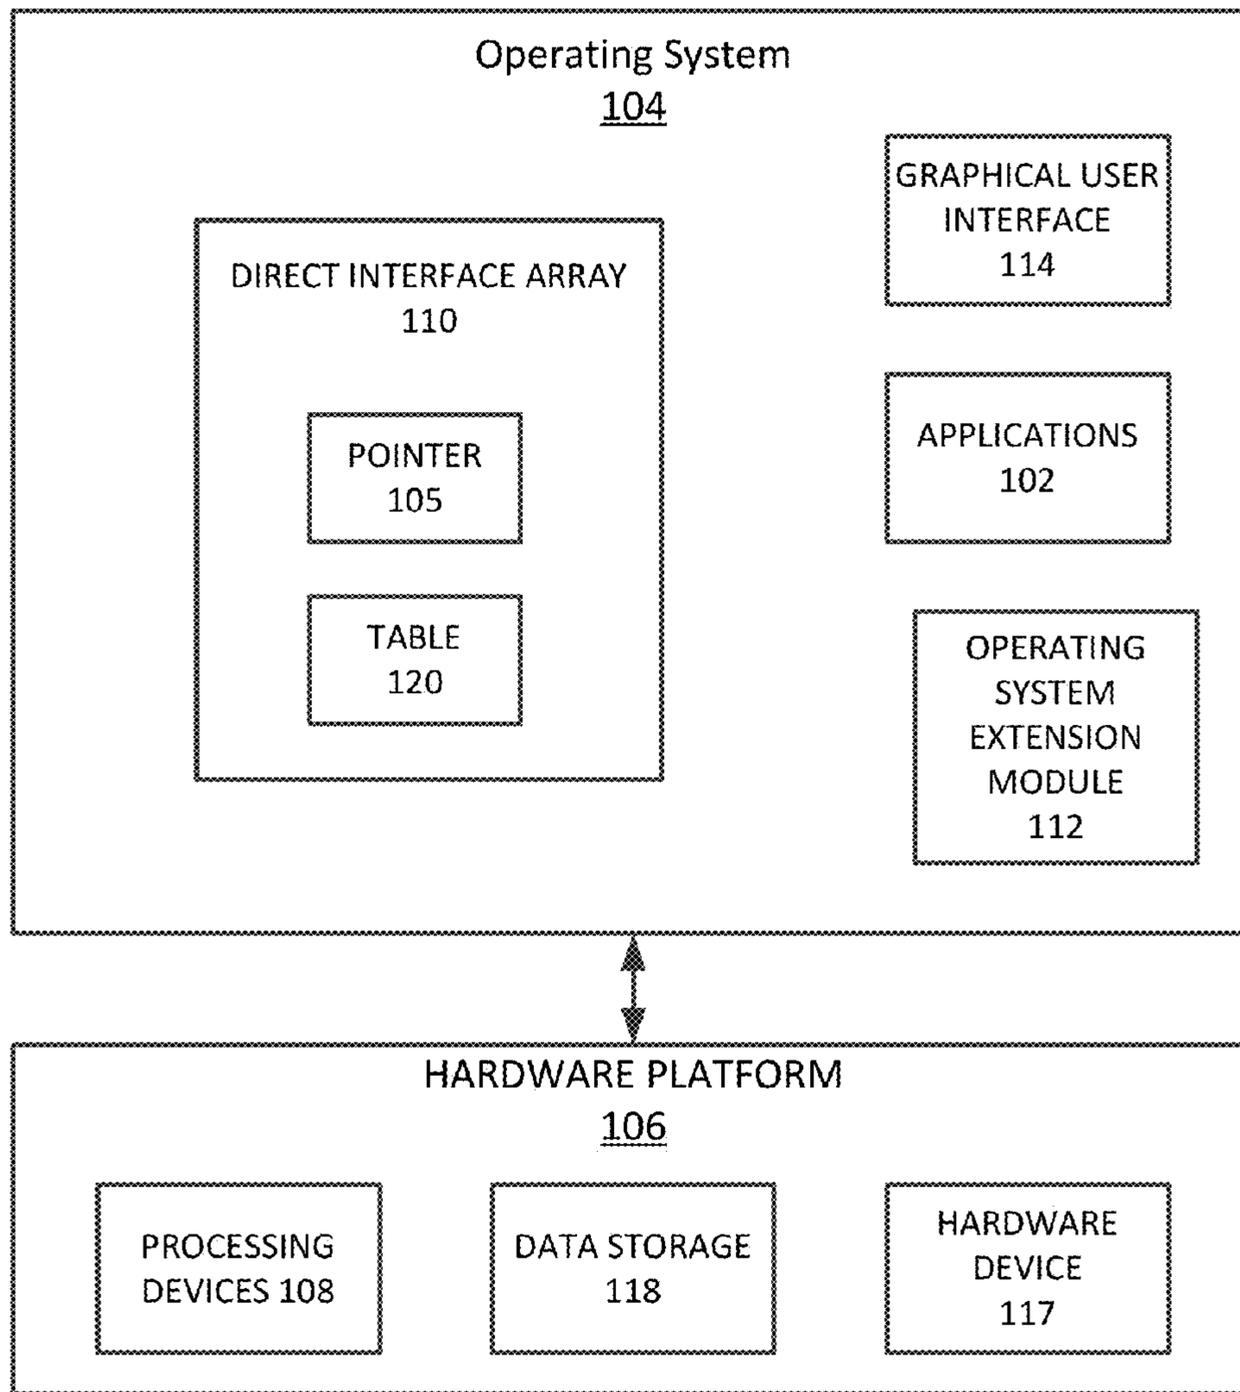 Operating System
104
DIRECT INTERFACE ARRAY
110
POINTER
105
TABLE
120
GRAPHICAL USER
INTERFACE
114
APPLICATIONS
102
OPERATING
SYSTEM
EXTENSION
MODULE
112
HARDWARE PLATFORM
106
PROCESSING
DEVICES 108
DATA STORAGE
118
HARDWARE
DEVICE
117